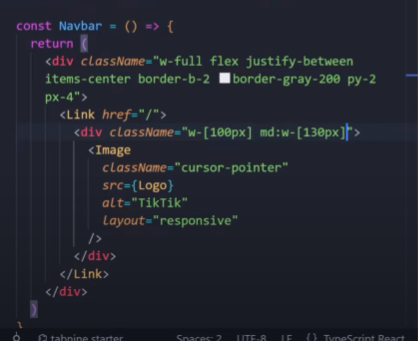 const Navbar = () => {
return (
<div className="w-full flex justify-between
items-center border-b-2 border-gray-200 py-2
px-4">
<Link href="/">
<div className="w-[100px] md:w-[130px]">
<Image
className="cursor-pointer"
src={Logo}
alt="TikTik"
layout="responsive"
/>
</div>
</Link>
</div>
)
}
tabnine starter Spaces: 2 UTF-8 LF {} TypeScript React